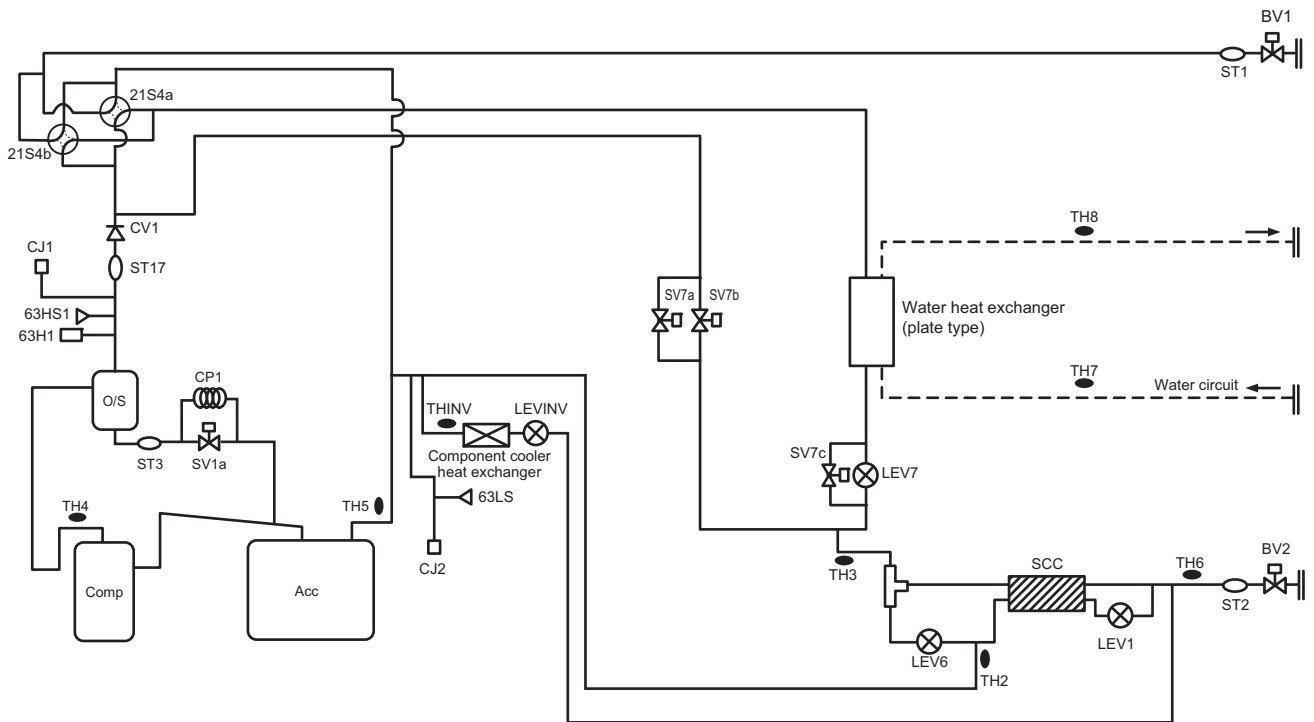 BV1
ST1
21S4a
21S4b
CV1
CJ1
ST17
63HS1
63H1
TH8
SV7a
SV7b
Water heat exchanger
(plate type)
TH7
Water circuit
O/S
CP1
THINV
LEVINV
ST3
SV1a
Component cooler
heat exchanger
SV7c
LEV7
TH4
TH5
63LS
CJ2
TH3
SCC
TH6
BV2
ST2
Comp
Acc
LEV6
LEV1
TH2